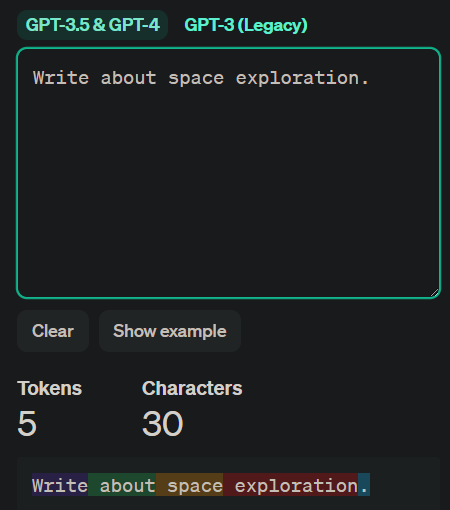 GPT-3.5 & GPT-4 GPT-3 (Legacy)
Write about space exploration.
Clear Show example
Tokens Characters
5 30
Write about space exploration.